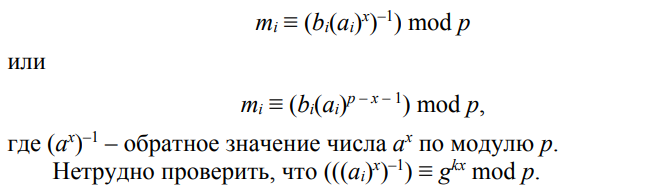 mᵢ ≡ (bᵢ(aᵢ)ˣ)⁻¹) mod p
или
mᵢ ≡ (bᵢ(aᵢ)ᵖ ⁻ ˣ ⁻ ¹) mod p,
где (aˣ)⁻¹ – обратное значение числа aˣ по модулю p.
Нетрудно проверить, что (((aᵢ)ˣ)⁻¹) ≡ gᵏˣ mod p.